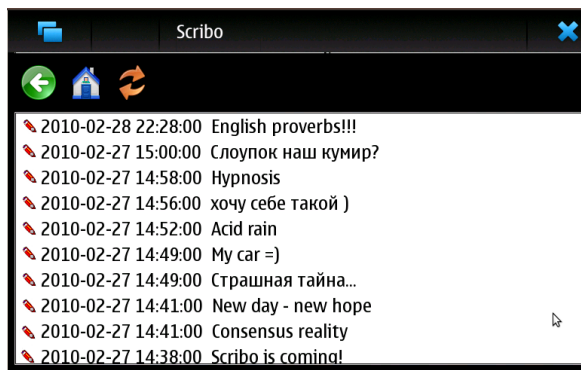 Scribo
2010-02-28 22:28:00 English proverbs!!!
2010-02-27 15:00:00 Слоупок наш кумир?
2010-02-27 14:58:00 Hypnosis
2010-02-27 14:56:00 хочу себе такой )
2010-02-27 14:52:00 Acid rain
2010-02-27 14:49:00 My car =)
2010-02-27 14:49:00 Страшная тайна...
2010-02-27 14:41:00 New day - new hope
2010-02-27 14:41:00 Consensus reality
2010-02-27 14:38:00 Scribo is coming!